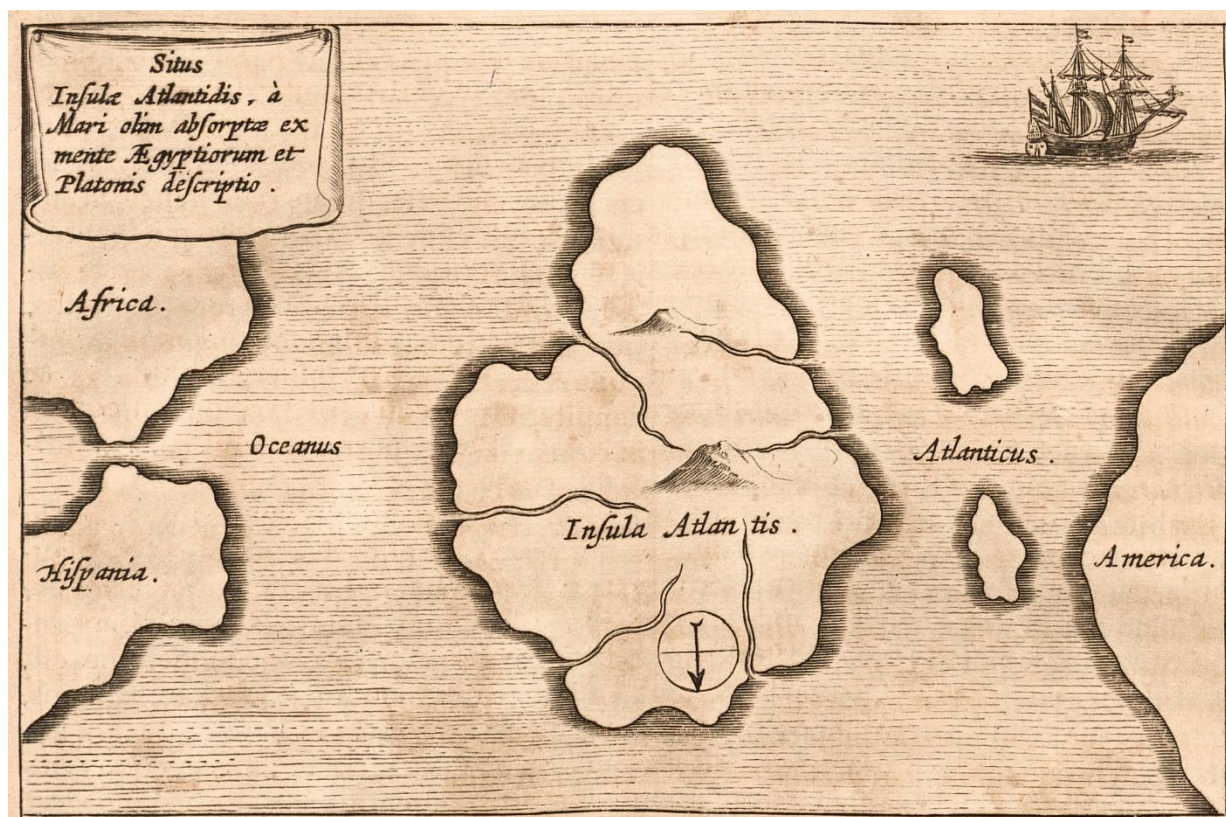 Situs
Inſulæ Atlantidis, à
Mari olim abſorptæ ex
mente Ægyptiorum et
Platonis deſcriptio.
Africa.
Oceanus
Atlanticus.
Inſula Atlantis.
Hiſpania.
America.